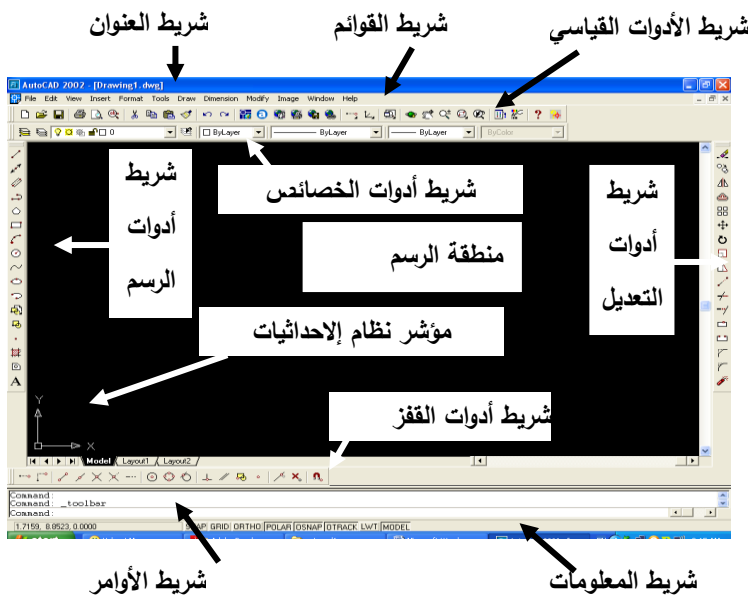 شريط العنوان
شريط القوائم
شريط الأدوات القياسي
AutoCAD 2002 - [Drawing1.dwg]
File Edit View Insert Format Tools Draw Dimension Modify Image Window Help
0
ByLayer
ByLayer
ByLayer
ByColor
شريط
أدوات
الرسم
شريط أدوات الخصائص
منطقة الرسم
شريط
أدوات
التعديل
مؤشر نظام إلاحداثيات
شريط أدوات القفز
A
Y
X
Model Layout1 Layout2
Command:
Command: _toolbar
Command:
1.7159, 8.8523, 0.0000
SNAP GRID ORTHO POLAR OSNAP OTRACK LWT MODEL
شريط الأوامر
شريط المعلومات